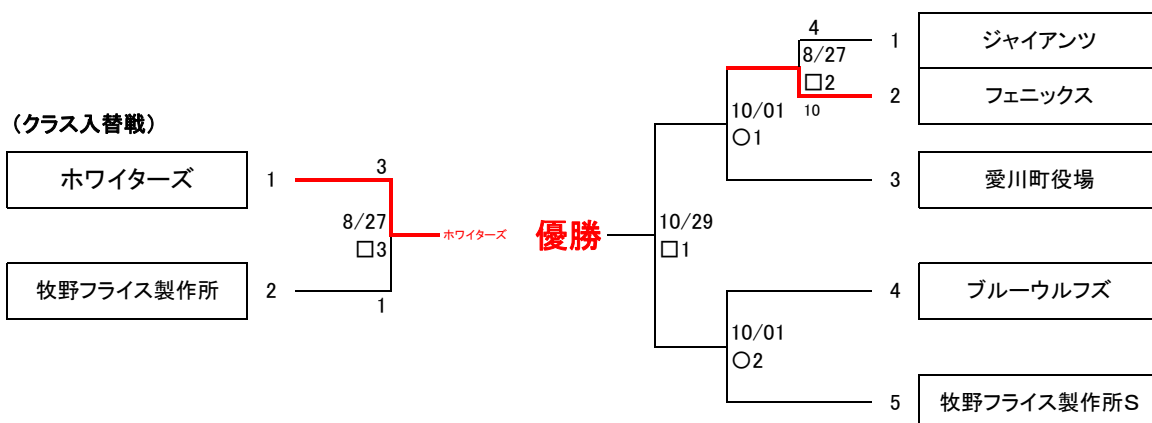 (クラス入替戦)
ホワイターズ
1
3
8/27
□3
ホワイターズ
牧野フライス製作所
2
1
優勝
4
1
ジャイアンツ
8/27
□2
2
フェニックス
10
10/01
○1
3
愛川町役場
10/29
□1
4
ブルーウルフズ
10/01
○2
5
牧野フライス製作所S